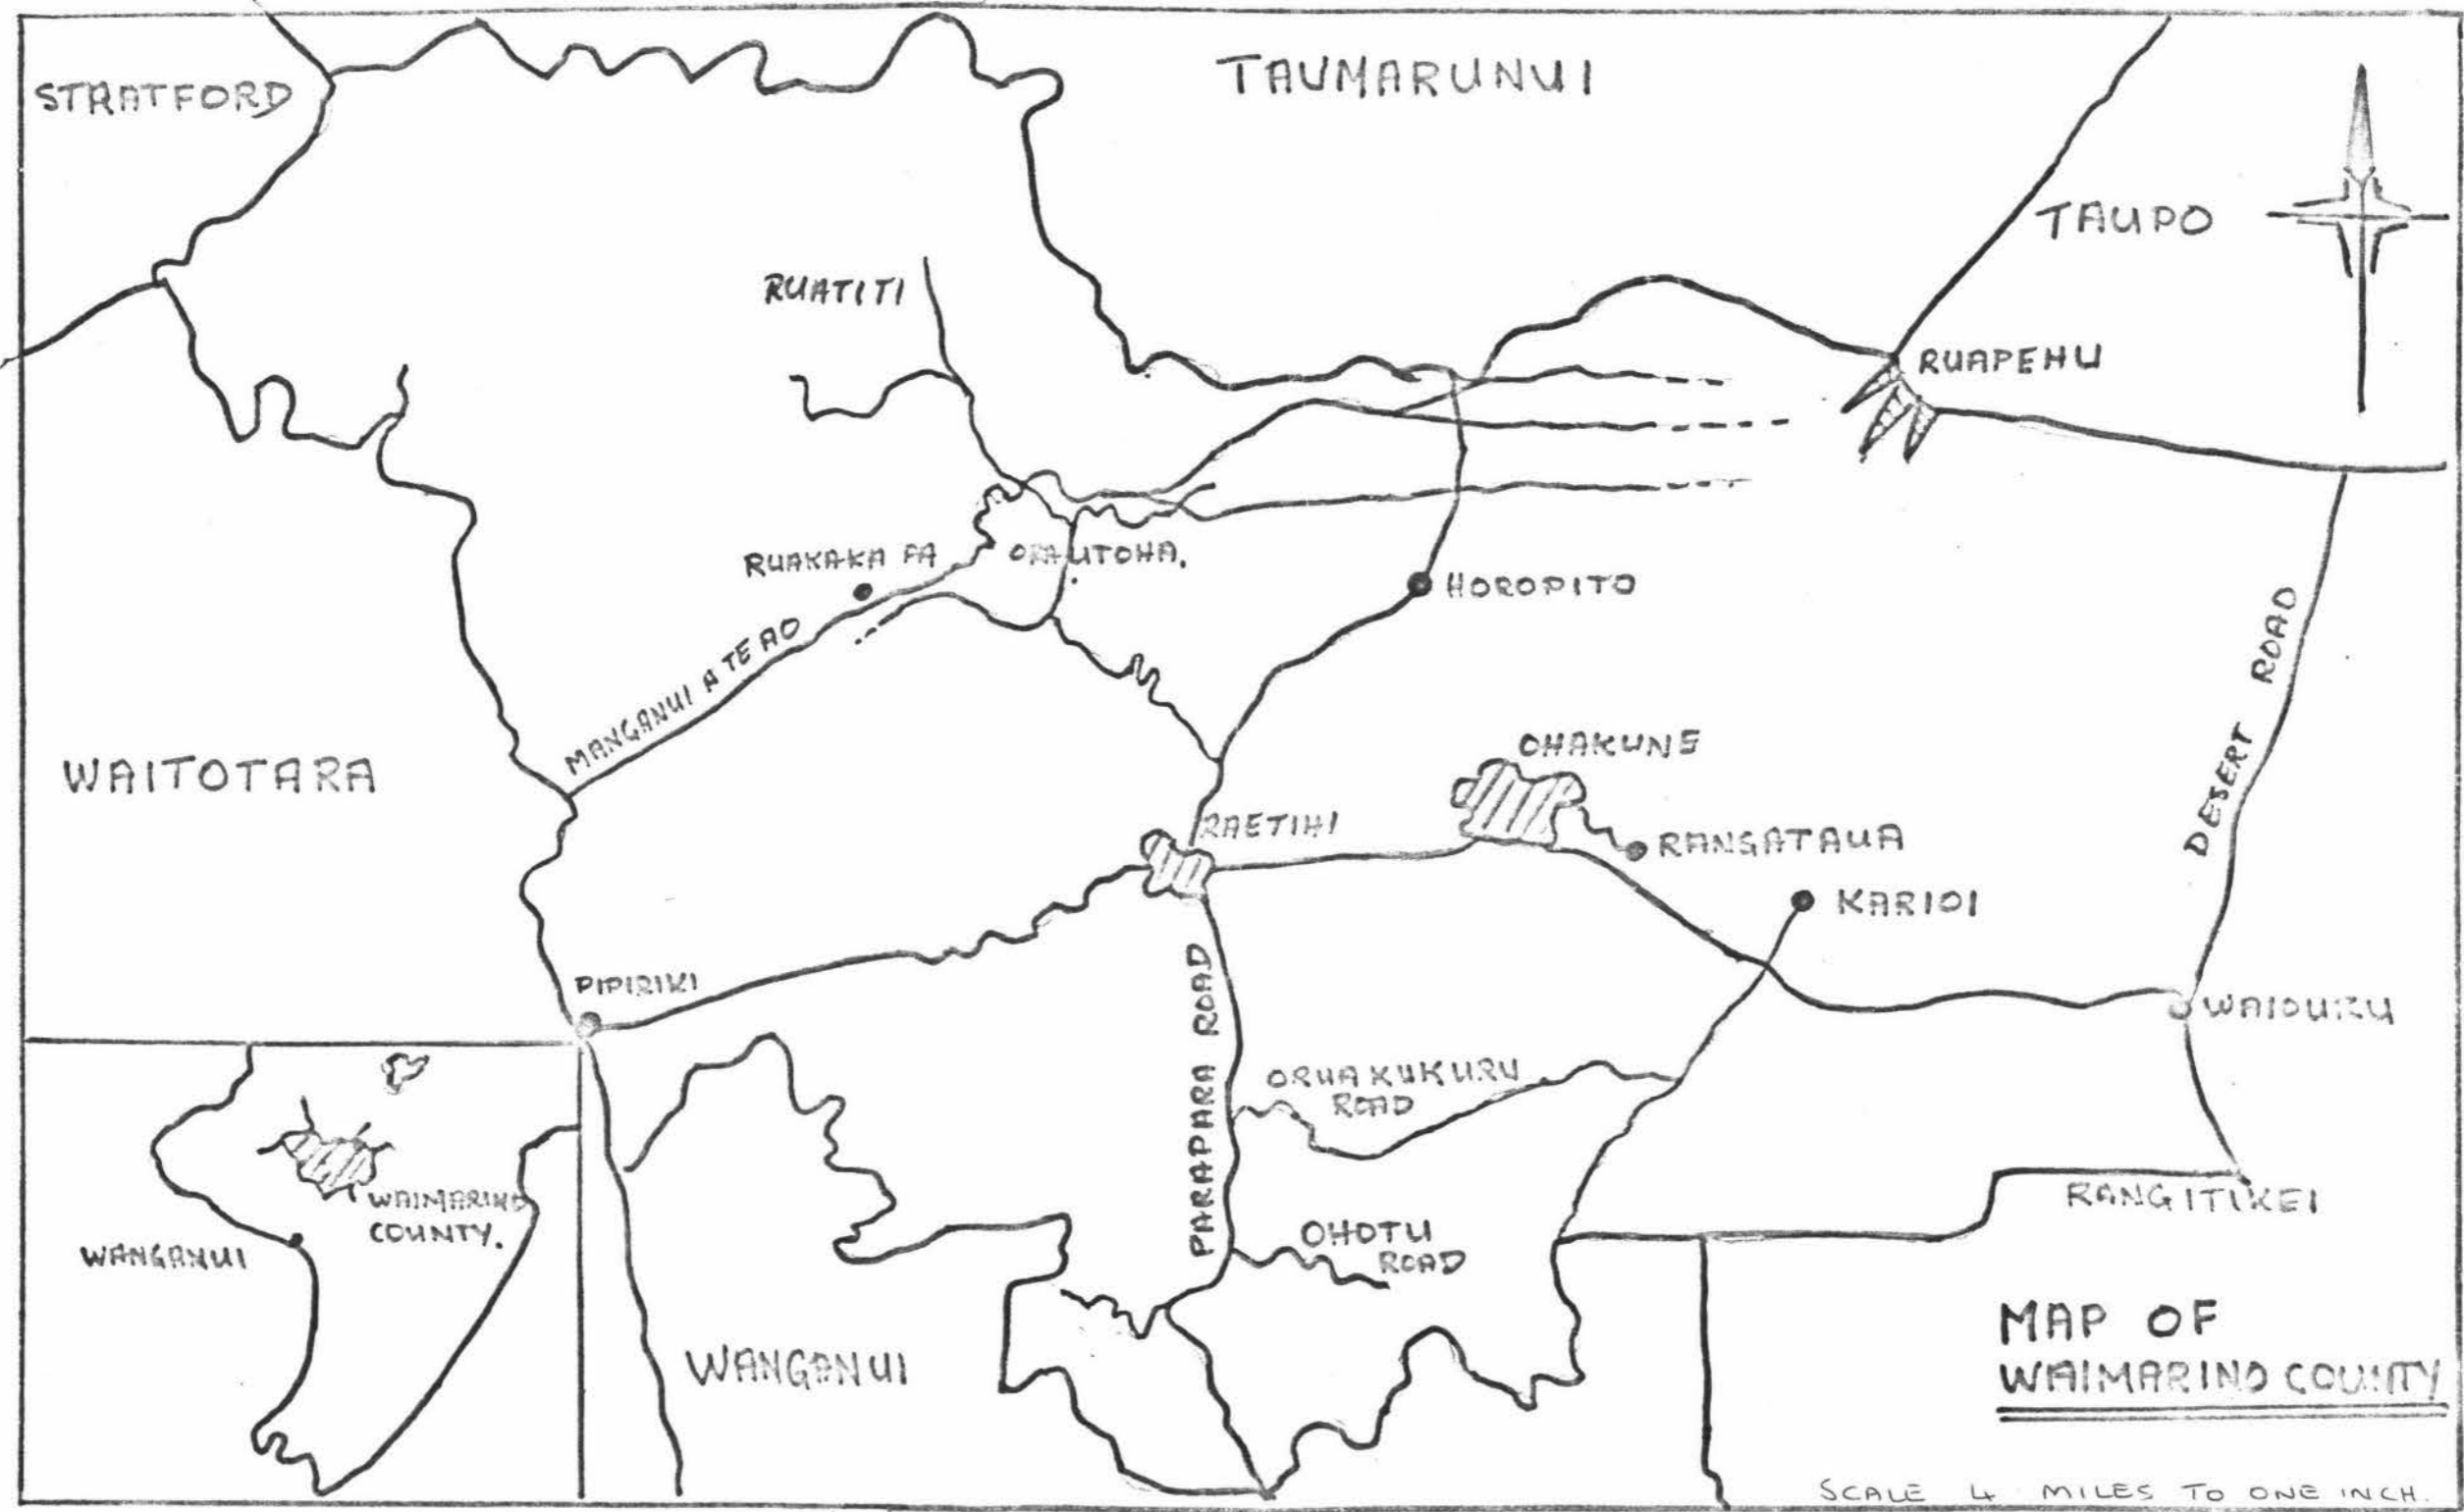 STRATFORD
TAUMARUNUI
TAUPO
RUATITI
RUAPEHU
RUAKAKA PA
ORAUTOHA.
HOROPITO
MANGANUI A TE AO
DESERT ROAD
WAITOTARA
OHAKUNE
RAETIHI
RANGATAUA
KARIOI
PIPIRIKI
PARAPARA ROAD
WAIOURU
ORUAKUKURU
ROAD
WAIMARINO
COUNTY.
WANGANUI
RANGITIKEI
OHOTU
ROAD
WANGANUI
MAP OF
WAIMARINO COUNTY
SCALE 4 MILES TO ONE INCH.